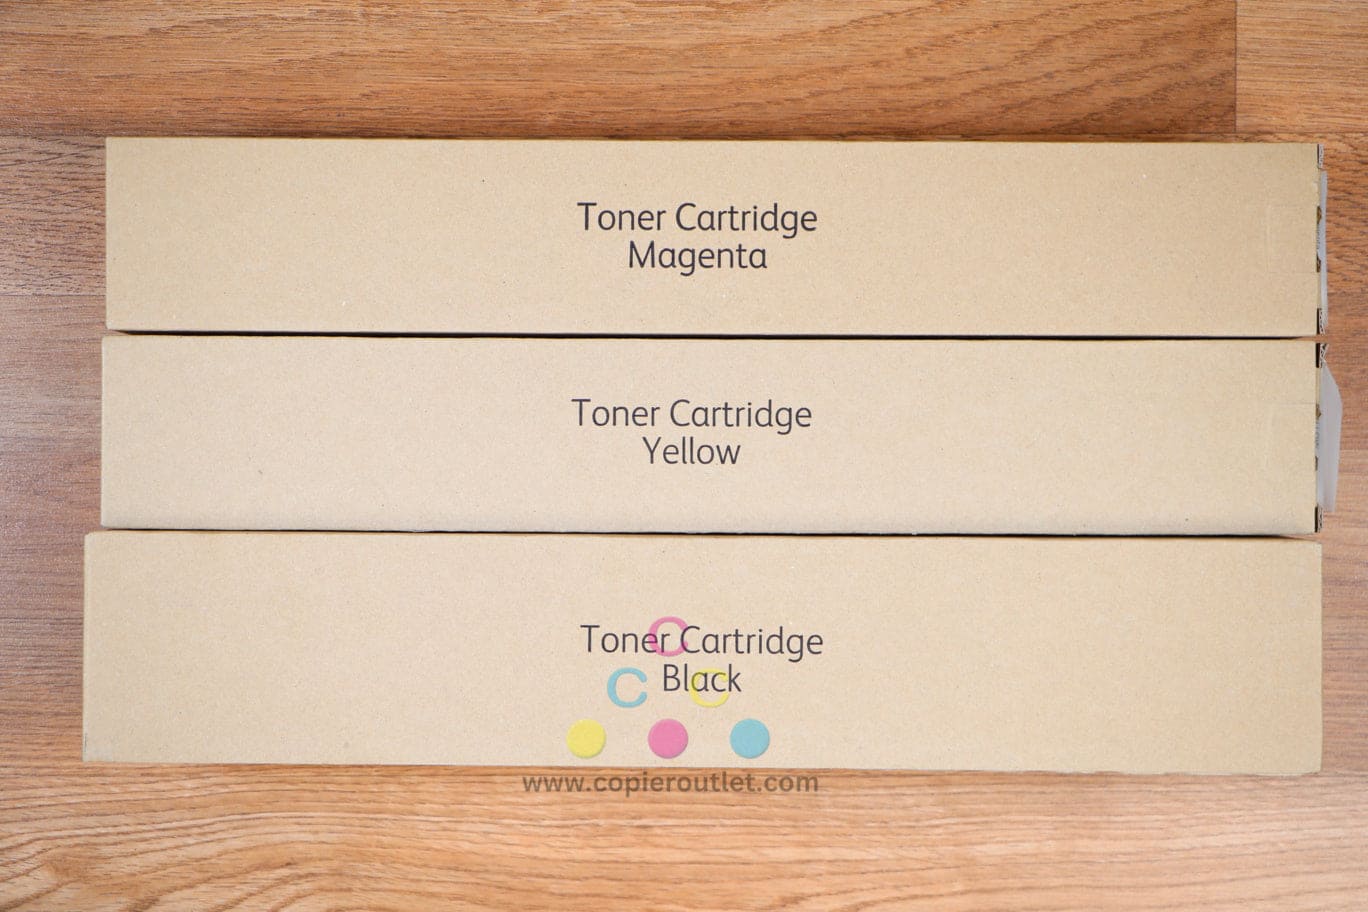 Toner Cartridge
Magenta
Toner Cartridge
Yellow
Toner Cartridge
Black
C
C C
www.copieroutlet.com